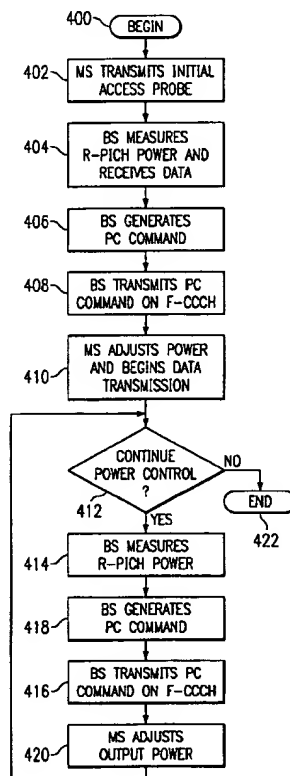 400
BEGIN
402
MS TRANSMITS INITIAL
ACCESS PROBE
404
BS MEASURES
R-PICH POWER AND
RECEIVES DATA
406
BS GENERATES
PC COMMAND
408
BS TRANSMITS PC
COMMAND ON F-CCCH
410
MS ADJUSTS POWER
AND BEGINS DATA
TRANSMISSION
CONTINUE
POWER CONTROL
?
412
NO
END
422
YES
414
BS MEASURES
R-PICH POWER
418
BS GENERATES
PC COMMAND
416
BS TRANSMITS PC
COMMAND ON F-CCCH
420
MS ADJUSTS
OUTPUT POWER